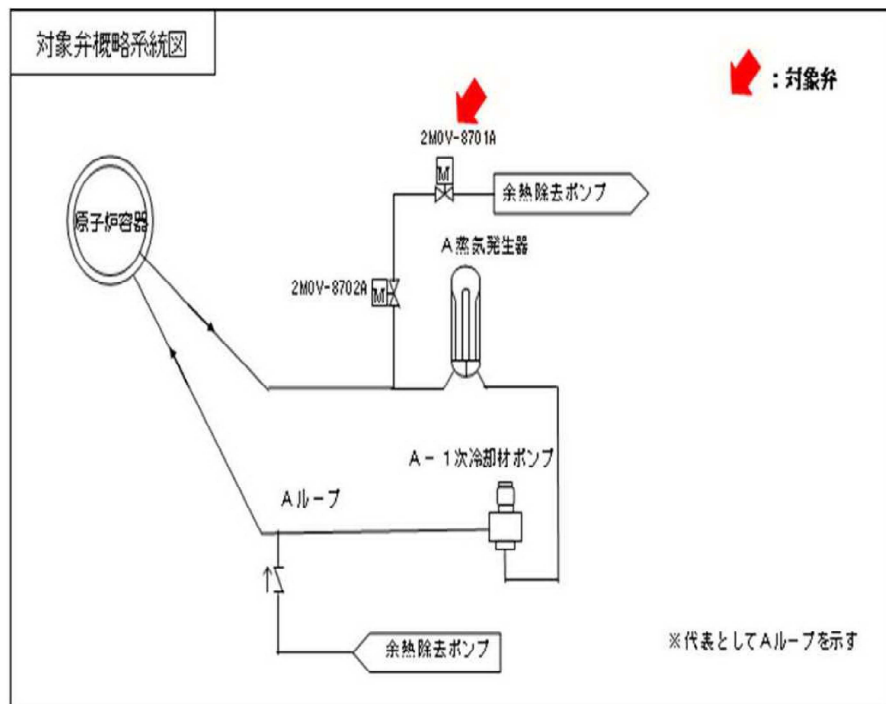 対象弁概略系統図
：対象弁
2MOV-8701A
M
余熱除去ポンプ
原子炉容器
A蒸気発生器
2MOV-8702A
M
A－1次冷却材ポンプ
Aループ
余熱除去ポンプ
※代表としてAループを示す